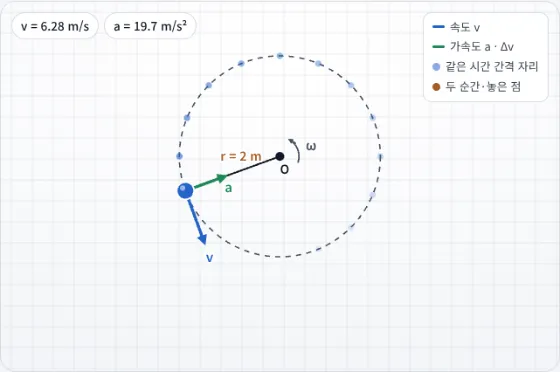 v = 6.28 m/s
a = 19.7 m/s²
속도 v
가속도 a · Δv
같은 시간 간격 자리
두 순간·놓은 점
ω
r = 2 m
O
a
v